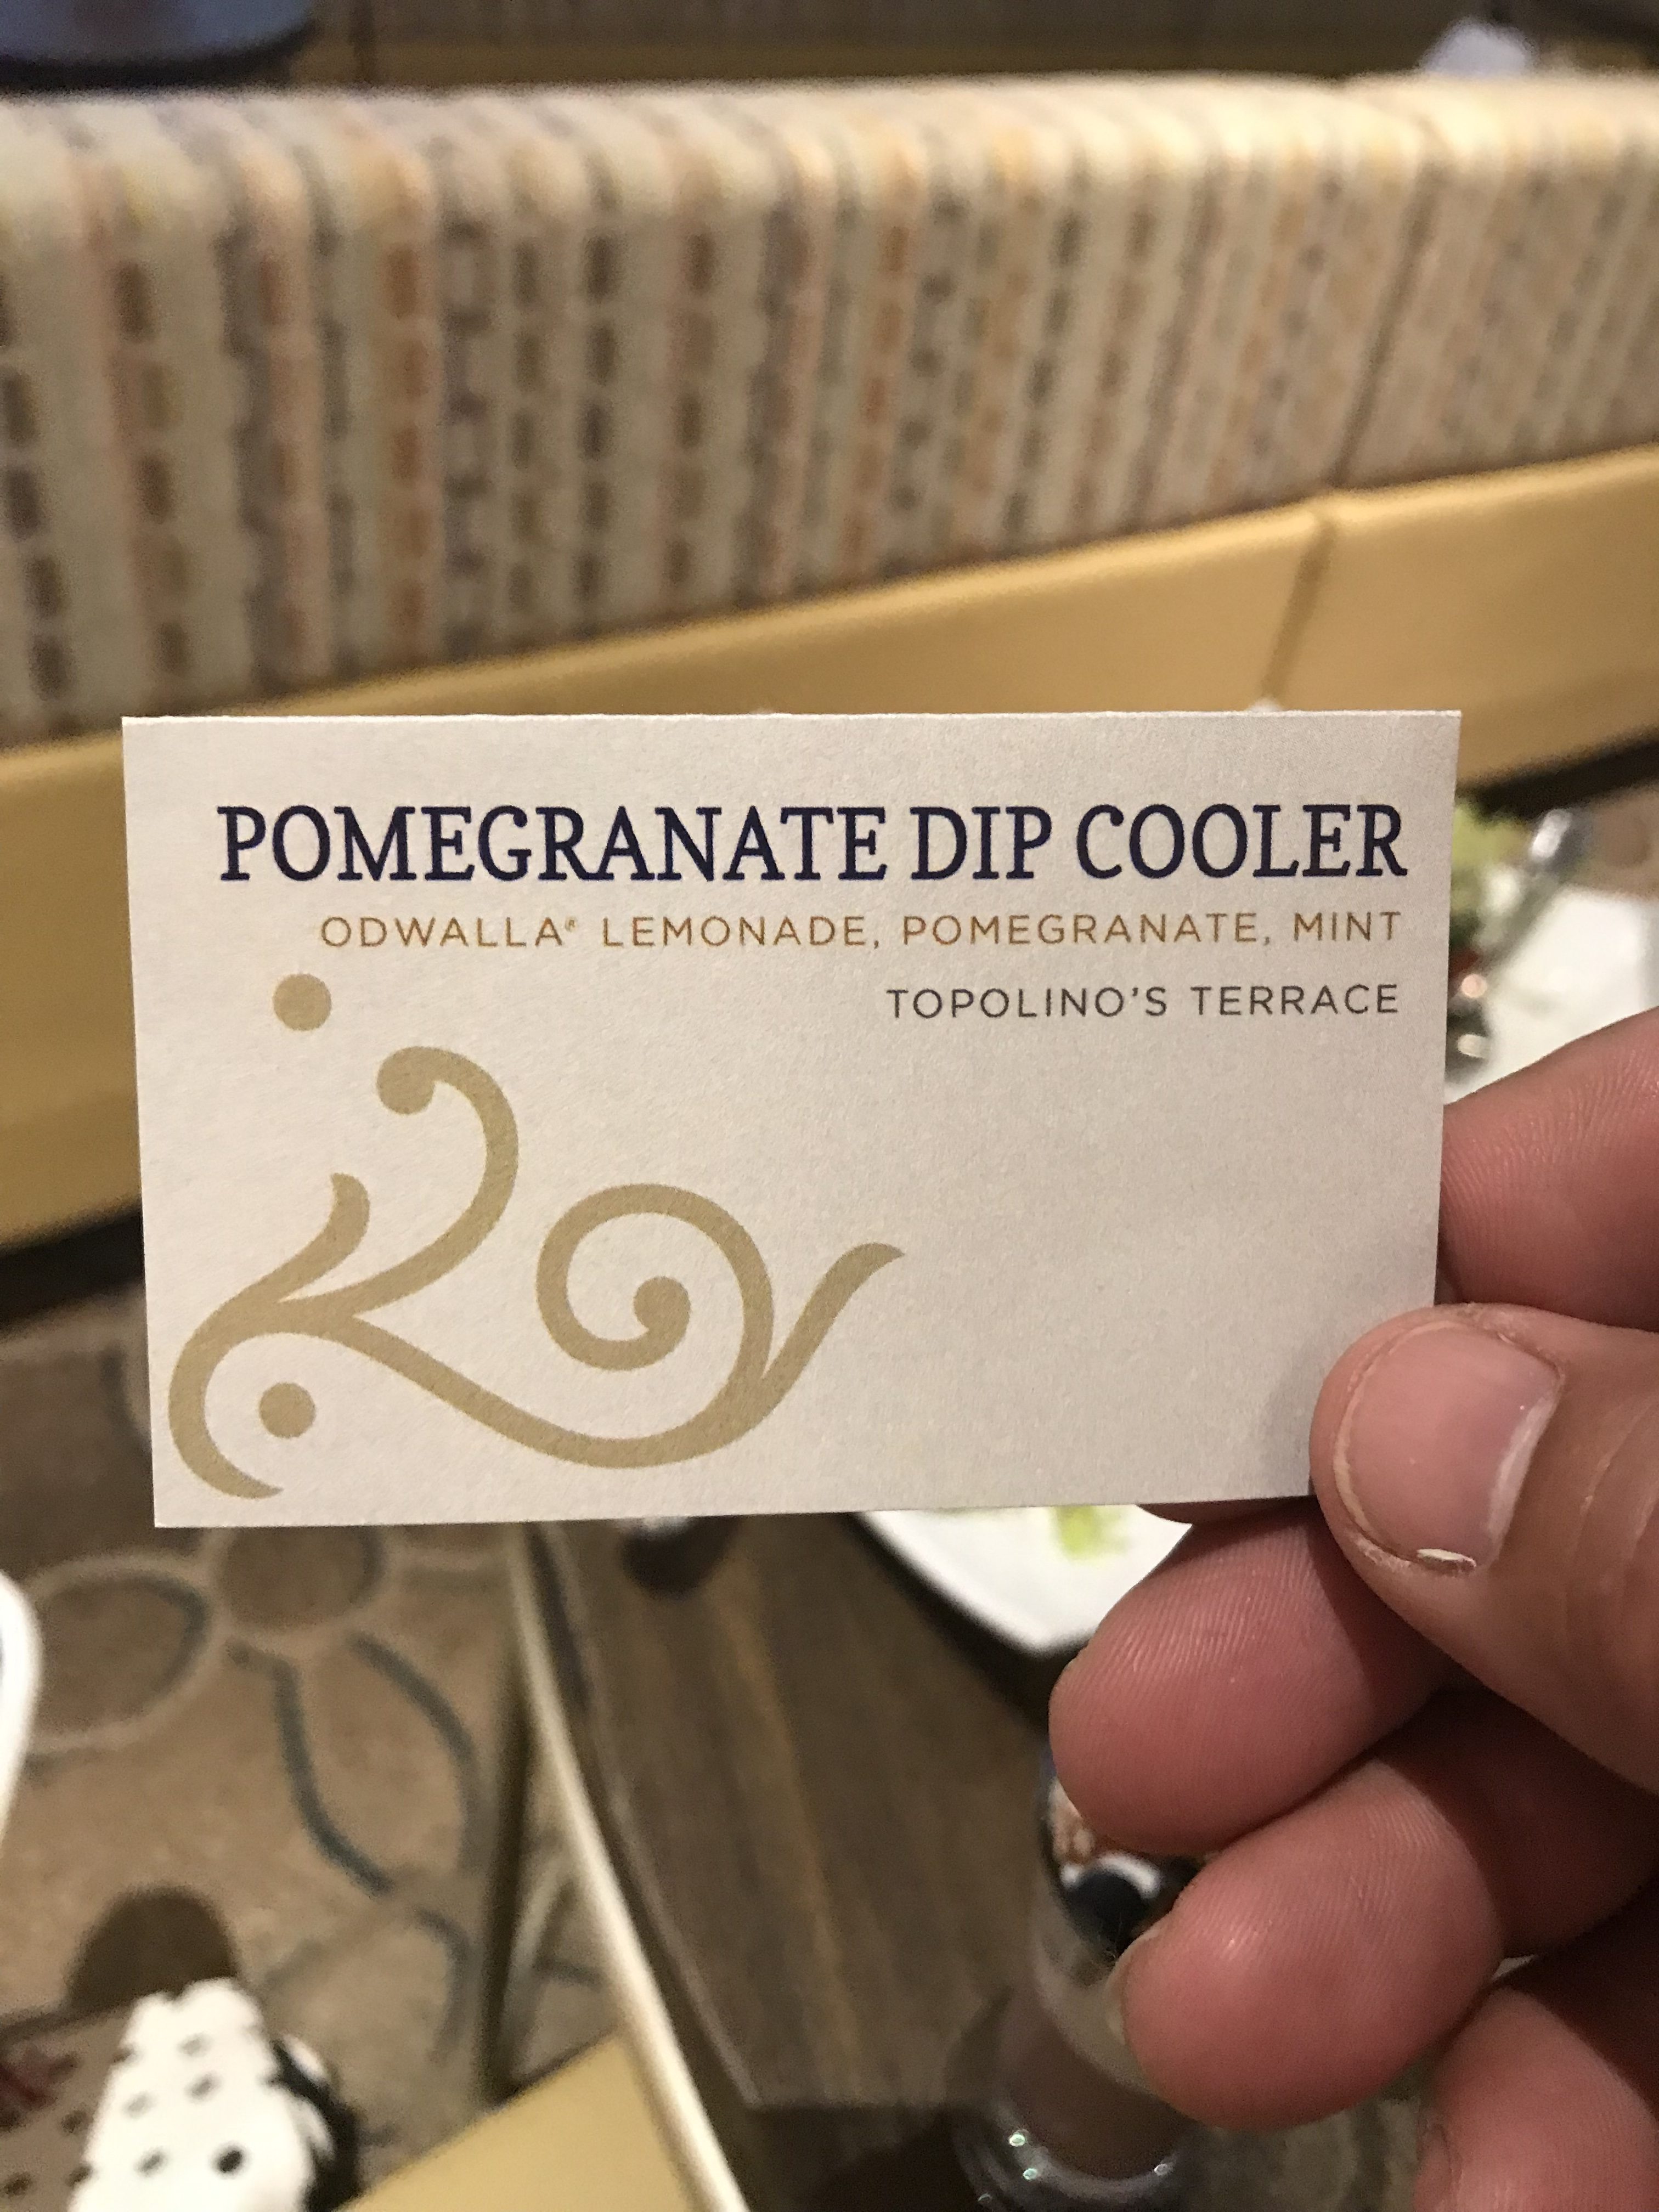 POMEGRANATE DIP COOLER
ODWALLA® LEMONADE, POMEGRANATE, MINT
TOPOLINO'S TERRACE